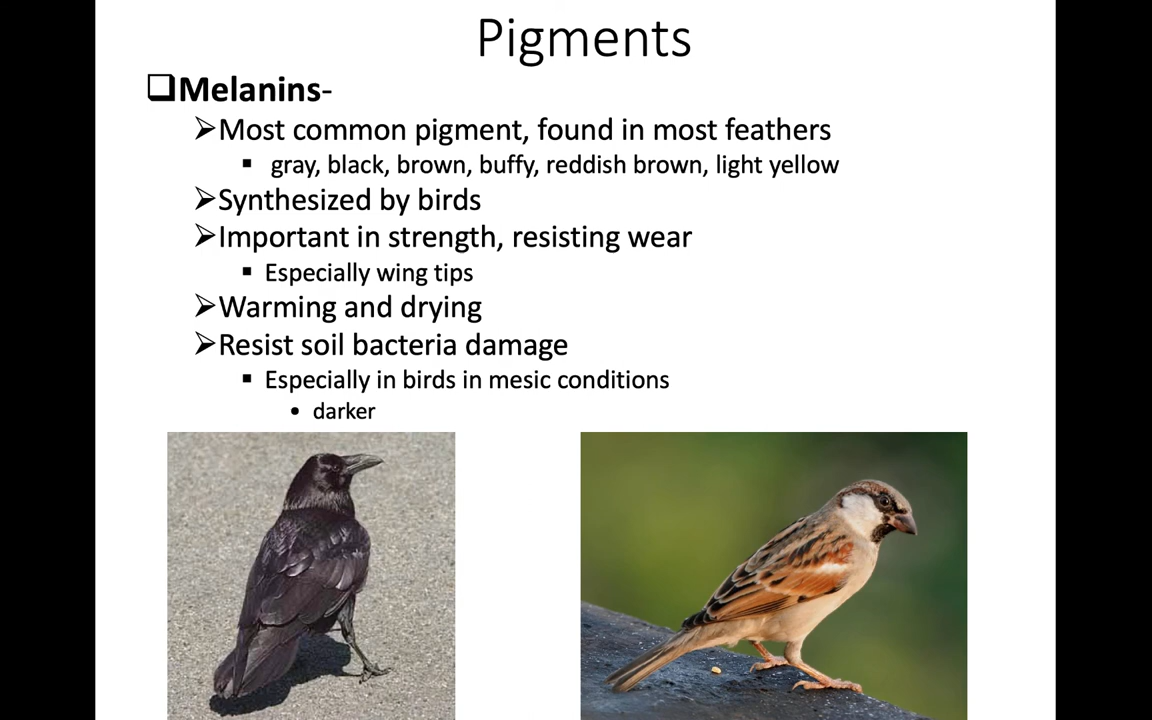 Pigments
❑Melanins-
➢Most common pigment, found in most feathers
▪ gray, black, brown, buffy, reddish brown, light yellow
➢Synthesized by birds
➢Important in strength, resisting wear
▪ Especially wing tips
➢Warming and drying
➢Resist soil bacteria damage
▪ Especially in birds in mesic conditions
• darker